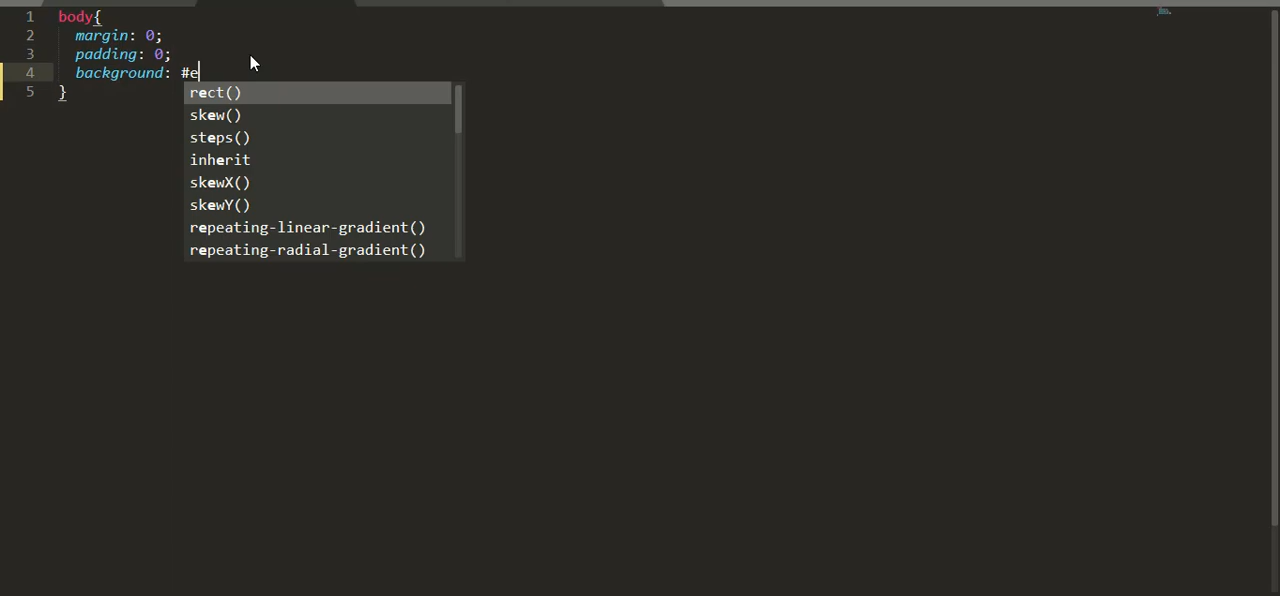 1 body{
2 margin: 0;
3 padding: 0;
4 background: #e
5 }
rect()
skew()
steps()
inherit
skewX()
skewY()
repeating-linear-gradient()
repeating-radial-gradient()